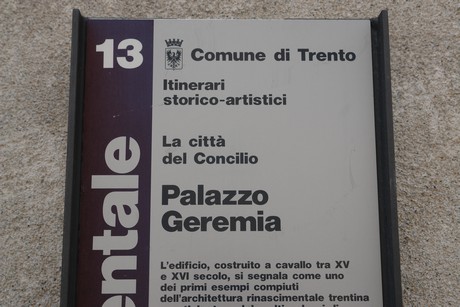 13
Comune di Trento
Itinerari
storico-artistici
La città
del Concilio
Palazzo
Geremia
L'edificio, costruito a cavallo tra XV
e XVI secolo, si segnala come uno
dei primi esempi compiuti
dell'architettura rinascimentale trentina
entale